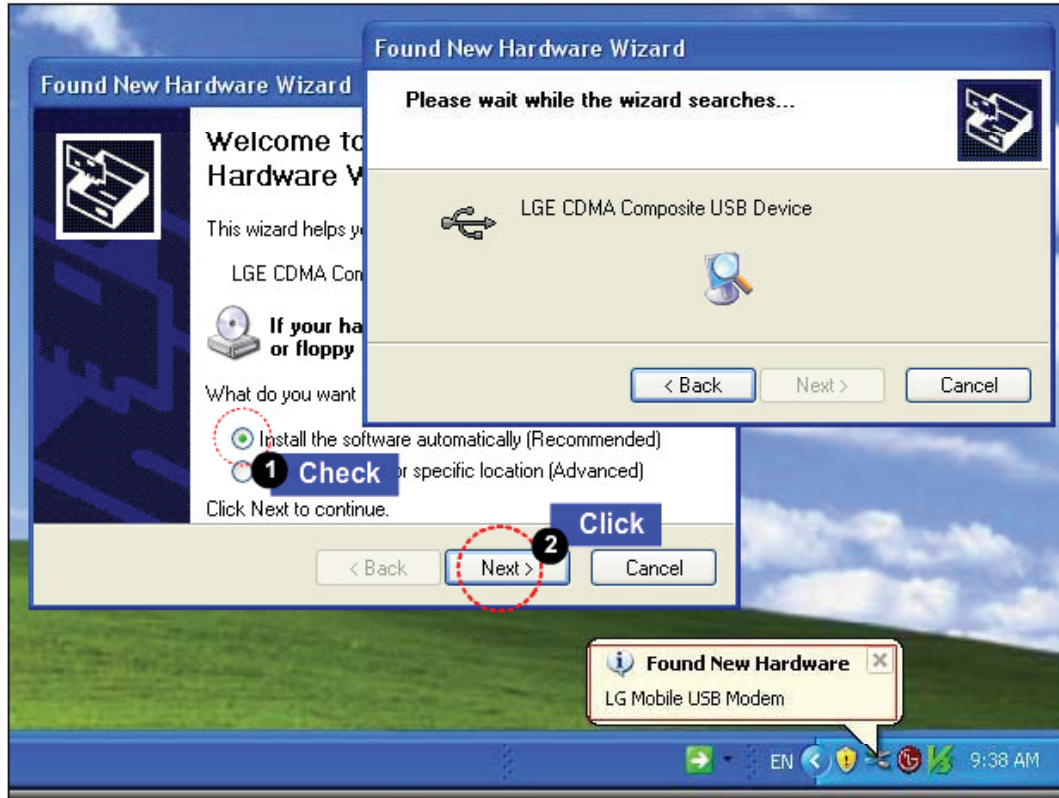 Found New Hardware Wizard
Please wait while the wizard searches...
LGE CDMA Composite USB Device
< Back
Next >
Cancel
Found New Hardware Wizard
Welcome to
Hardware
This wizard helps
LGE CDMA
If your
or floppy
What do you want
Install the software automatically (Recommended)
or specific location (Advanced)
1 Check
Click Next to continue.
2 Click
< Back
Next >
Cancel
Found New Hardware
LG Mobile USB Modem
EN
9:38 AM